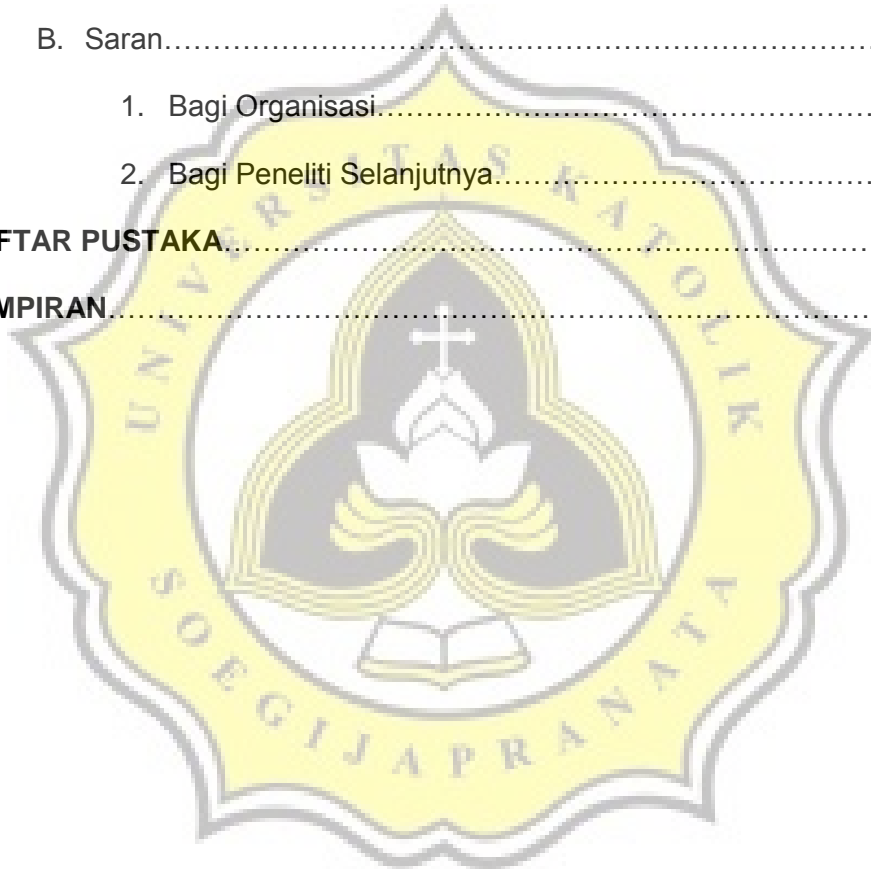 B. Saran……………………………………………………………………
1. Bagi Organisasi……………………………………………………
2. Bagi Peneliti Selanjutnya…………………………………………
FTAR PUSTAKA……………………………………………………………
MPIRAN………………………………………………………………………
UNIVERSITAS KATOLIK
SOEGIJAPRANATA